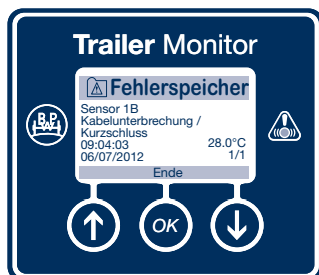 Trailer Monitor
Fehlerspeicher
Sensor 1B
Kabelunterbrechung /
Kurzschluss
09:04:03 28.0°C
06/07/2012 1/1
Ende
BPW
OK